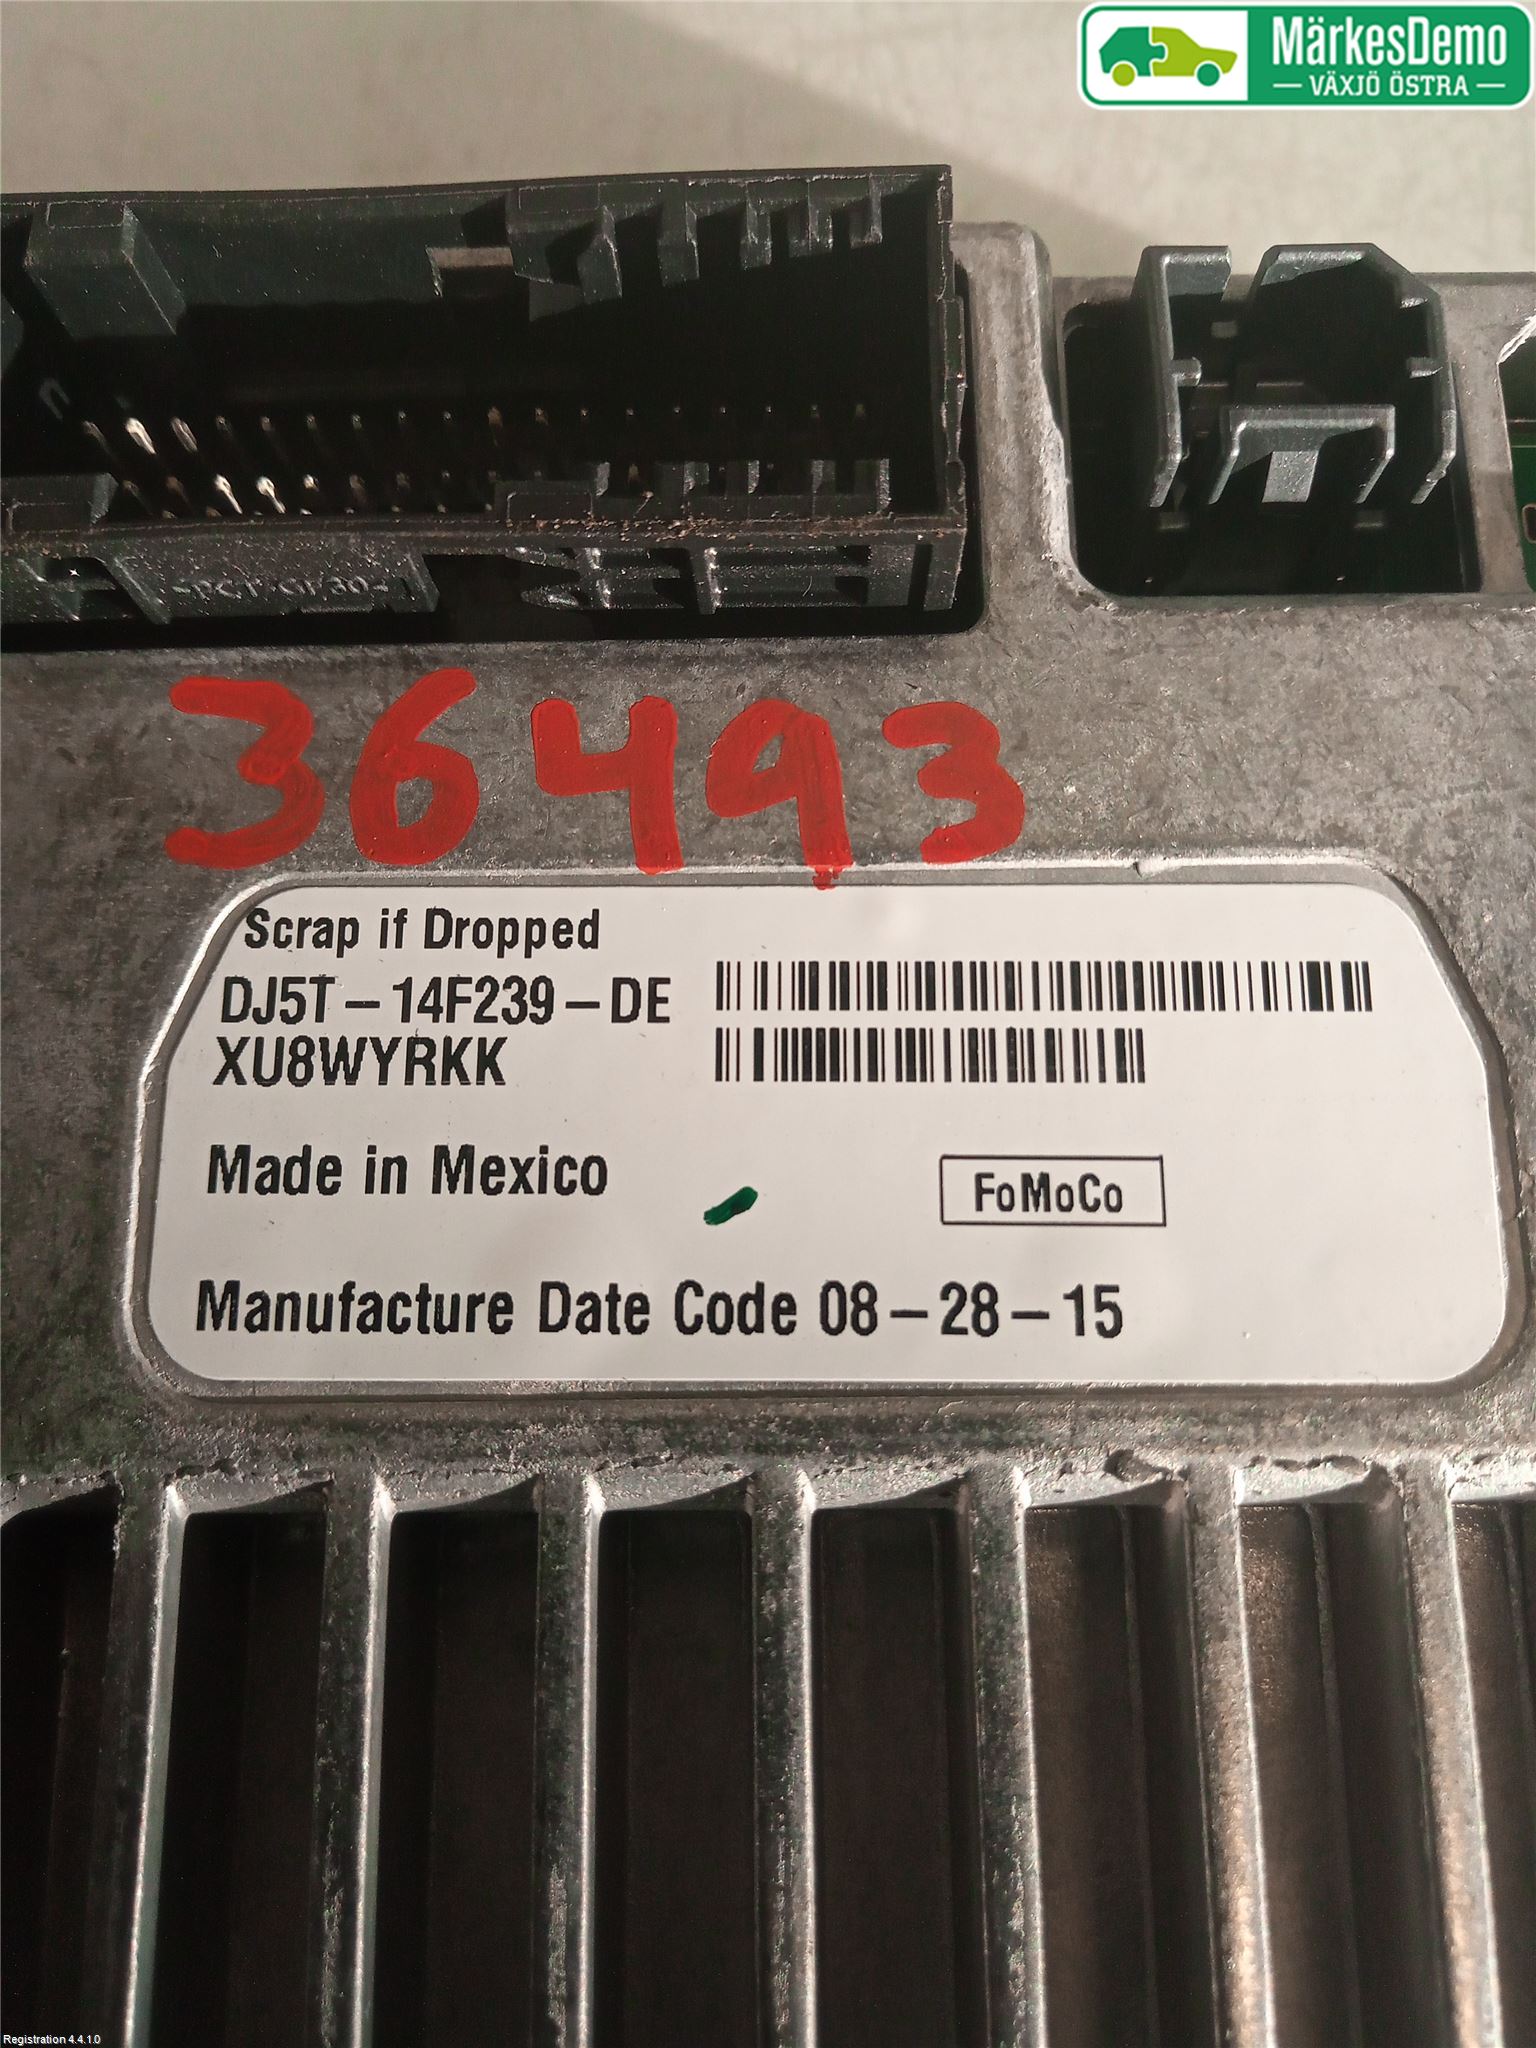 MärkesDemo
VÄXJÖ ÖSTRA
36493
Scrap if Dropped
DJ5T-14F239-DE
XU8WYRKK
Made in Mexico
FoMoCo
Manufacture Date Code 08-28-15
Registration 4.4.1.0